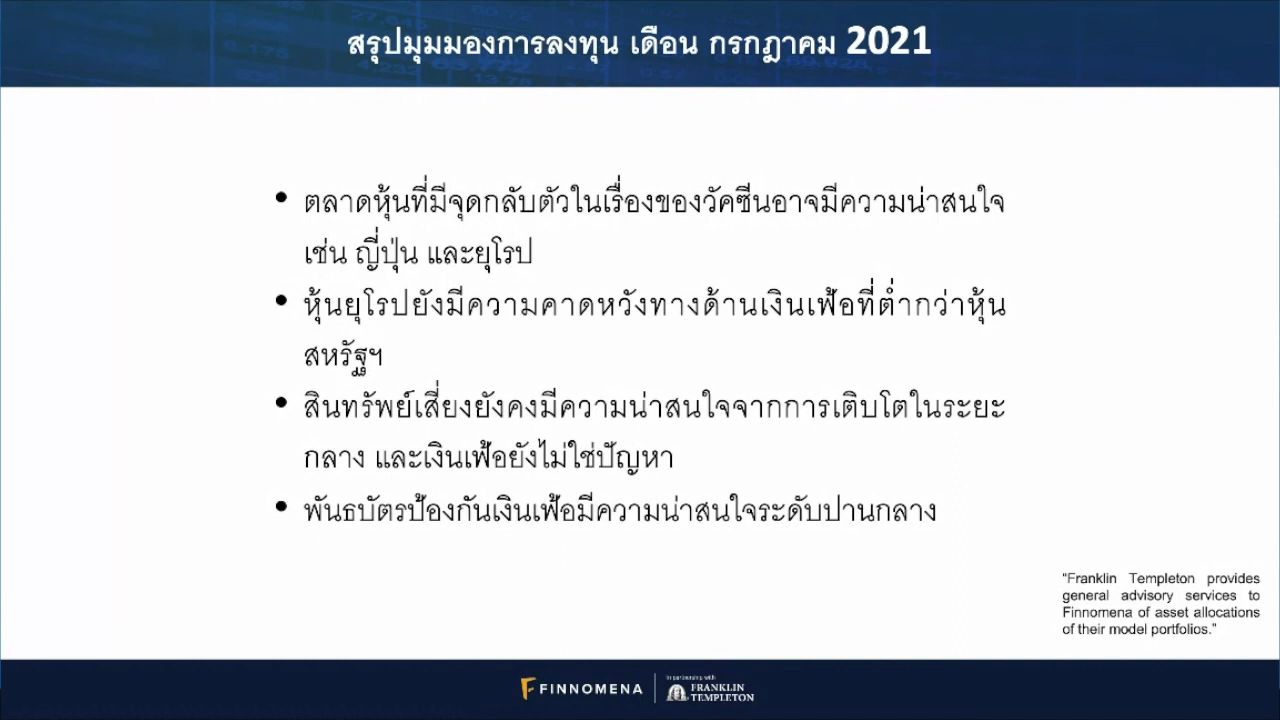 สรุปมุมมองการลงทุน เดือน กรกฎาคม 2021
• ตลาดหุ้นที่มีจุดกลับตัวในเรื่องของวัคซีนอาจมีความน่าสนใจ
เช่น ญี่ปุ่น และยุโรป
• หุ้นยุโรปยังมีความคาดหวังทางด้านเงินเฟ้อที่ต่ำกว่าหุ้น
สหรัฐฯ
• สินทรัพย์เสี่ยงยังคงมีความน่าสนใจจากการเติบโตในระยะ
กลาง และเงินเฟ้อยังไม่ใช่ปัญหา
• พันธบัตรป้องกันเงินเฟ้อมีความน่าสนใจระดับปานกลาง
"Franklin Templeton provides
general advisory services to
Finnomena of asset allocations
of their model portfolios."
FINNOMENA
In partnership with
FRANKLIN
TEMPLETON